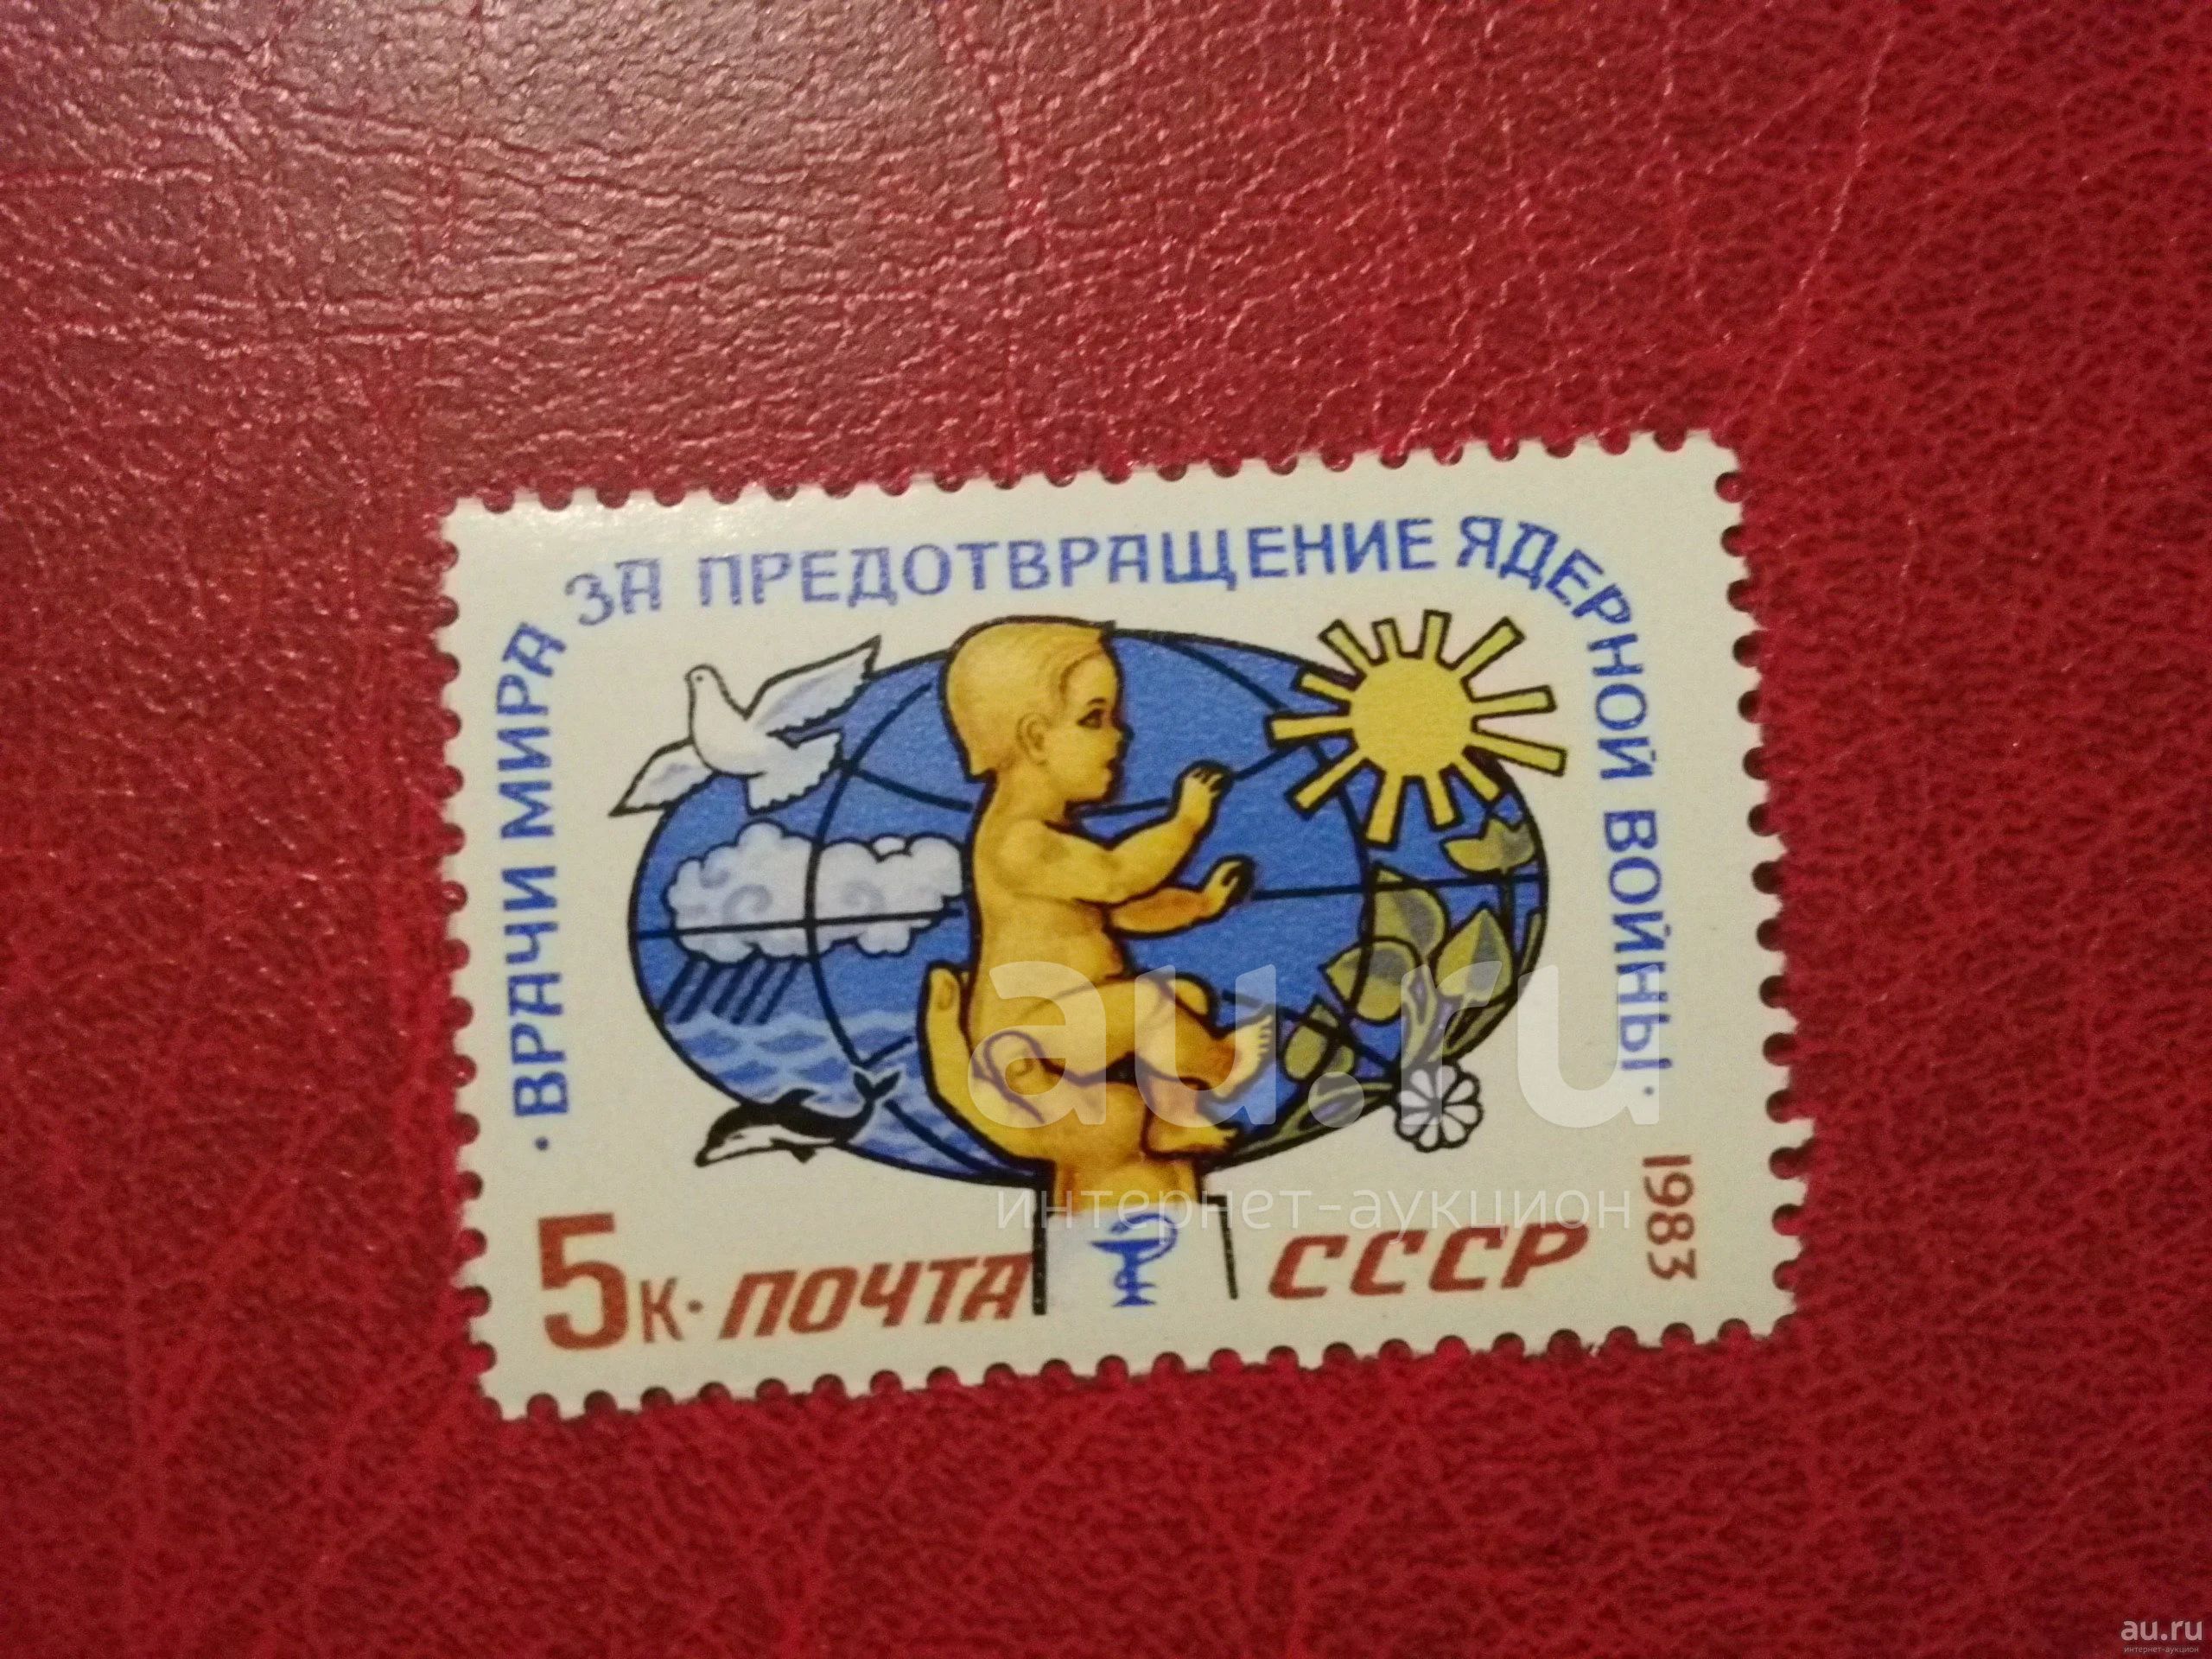 · ВРАЧИ МИРА ЗА ПРЕДОТВРАЩЕНИЕ ЯДЕРНОЙ ВОЙНЫ ·
1983
5к · ПОЧТА СССР
au.ru
интернет-аукцион
au.ru
интернет-аукцион